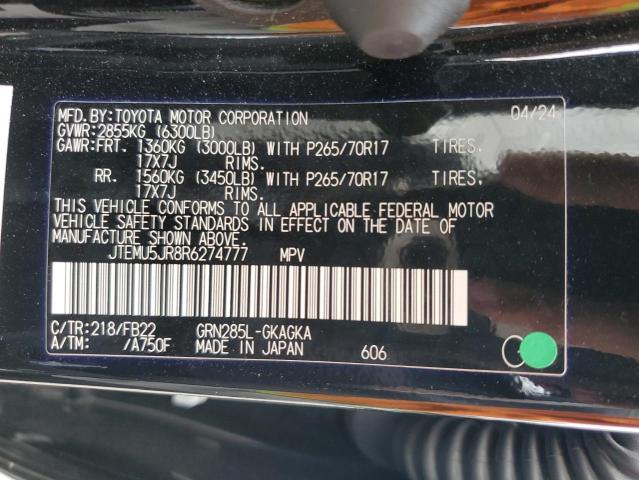 MFD. BY: TOYOTA MOTOR CORPORATION 04/24
GVWR: 2855KG (6300LB)
GAWR: FRT. 1360KG (3000LB) WITH P265/70R17 TIRES,
17X7J RIMS.
RR. 1560KG (3450LB) WITH P265/70R17 TIRES,
17X7J RIMS.
THIS VEHICLE CONFORMS TO ALL APPLICABLE FEDERAL MOTOR
VEHICLE SAFETY STANDARDS IN EFFECT ON THE DATE OF
MANUFACTURE SHOWN ABOVE.
JTEMU5JR8R6274777 MPV
C/TR: 218/FB22 GRN285L-GKAGKA
A/TM: /A750F MADE IN JAPAN 606